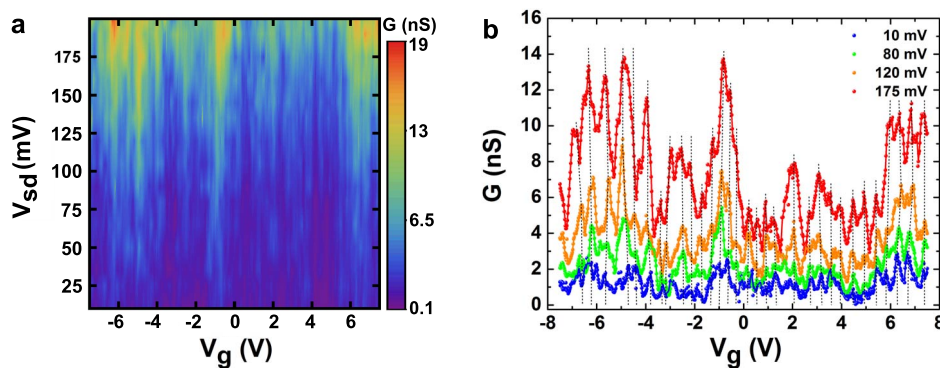 a
G (nS)
19
13
6.5
0.1
V_sd (mV)
175
150
125
100
75
50
25
-6 -4 -2 0 2 4 6
V_g (V)
b
G (nS)
16
14
12
10
8
6
4
2
0
10 mV
80 mV
120 mV
175 mV
-8 -6 -4 -2 0 2 4 6 8
V_g (V)